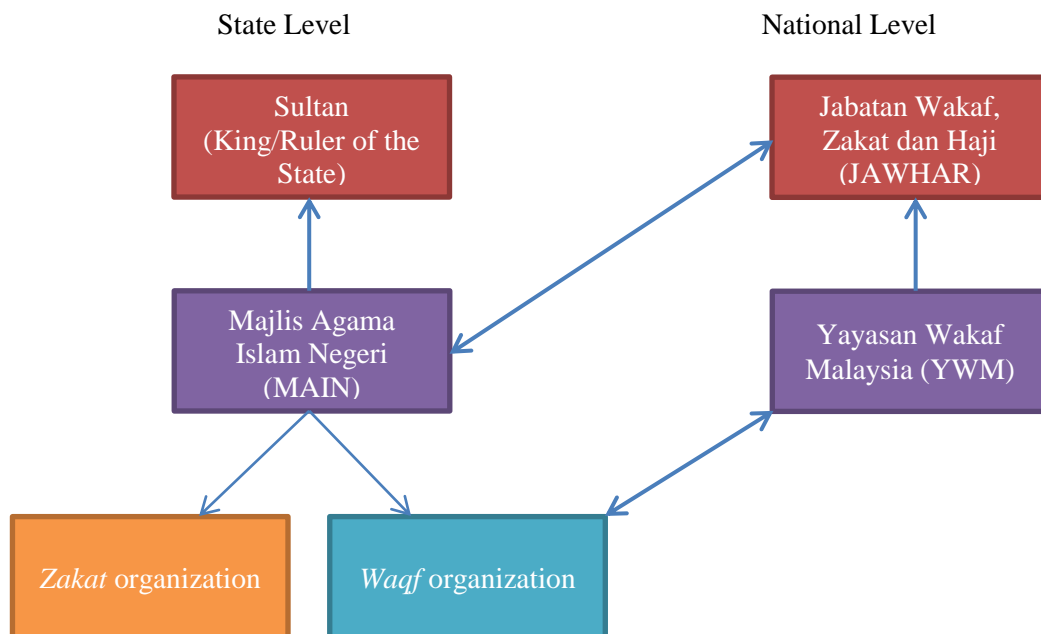 State Level
National Level
Sultan
(King/Ruler of the
State)
Jabatan Wakaf,
Zakat dan Haji
(JAWHAR)
Majlis Agama
Islam Negeri
(MAIN)
Yayasan Wakaf
Malaysia (YWM)
Zakat organization
Waqf organization